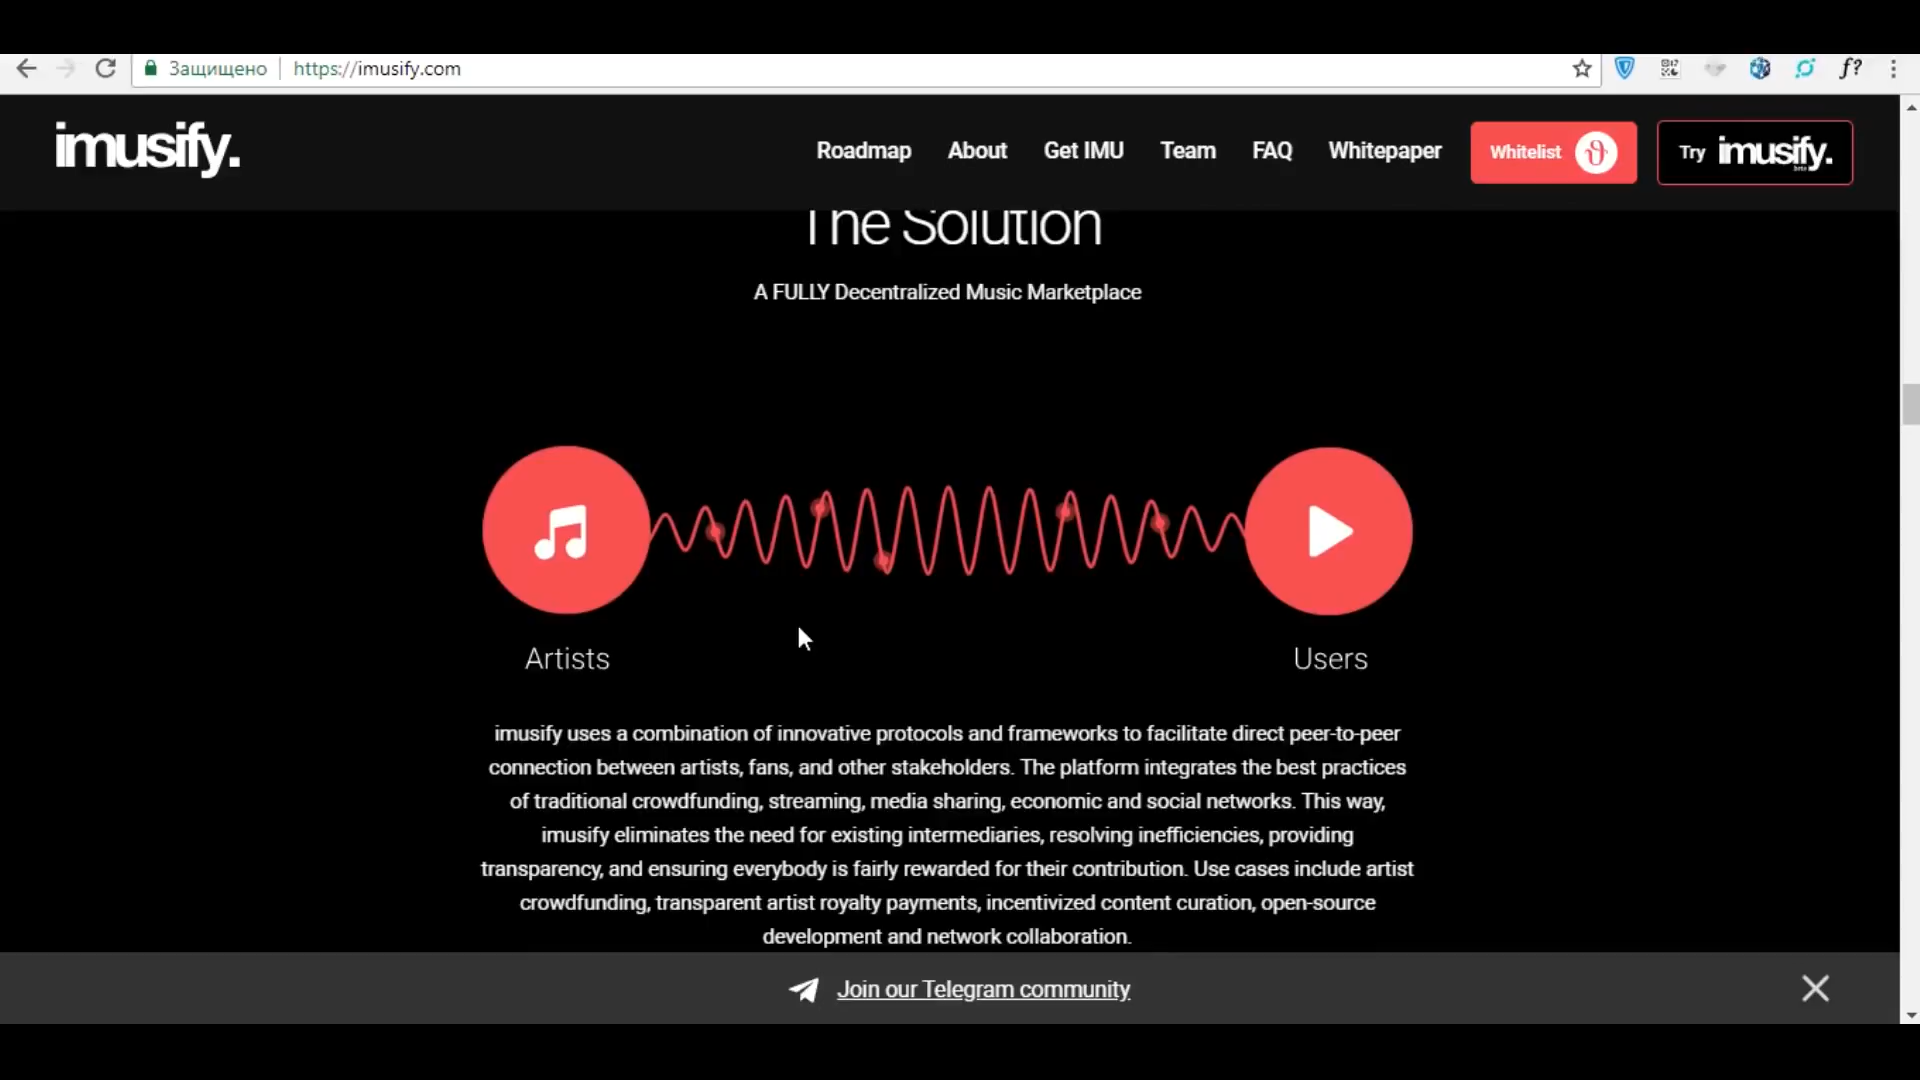 Защищено https://imusify.com
f?
imusify.
Roadmap About Get IMU Team FAQ Whitepaper Whitelist Try imusify.
beta
The Solution
A FULLY Decentralized Music Marketplace
Artists
Users
imusify uses a combination of innovative protocols and frameworks to facilitate direct peer-to-peer
connection between artists, fans, and other stakeholders. The platform integrates the best practices
of traditional crowdfunding, streaming, media sharing, economic and social networks. This way,
imusify eliminates the need for existing intermediaries, resolving inefficiencies, providing
transparency, and ensuring everybody is fairly rewarded for their contribution. Use cases include artist
crowdfunding, transparent artist royalty payments, incentivized content curation, open-source
development and network collaboration.
Join our Telegram community